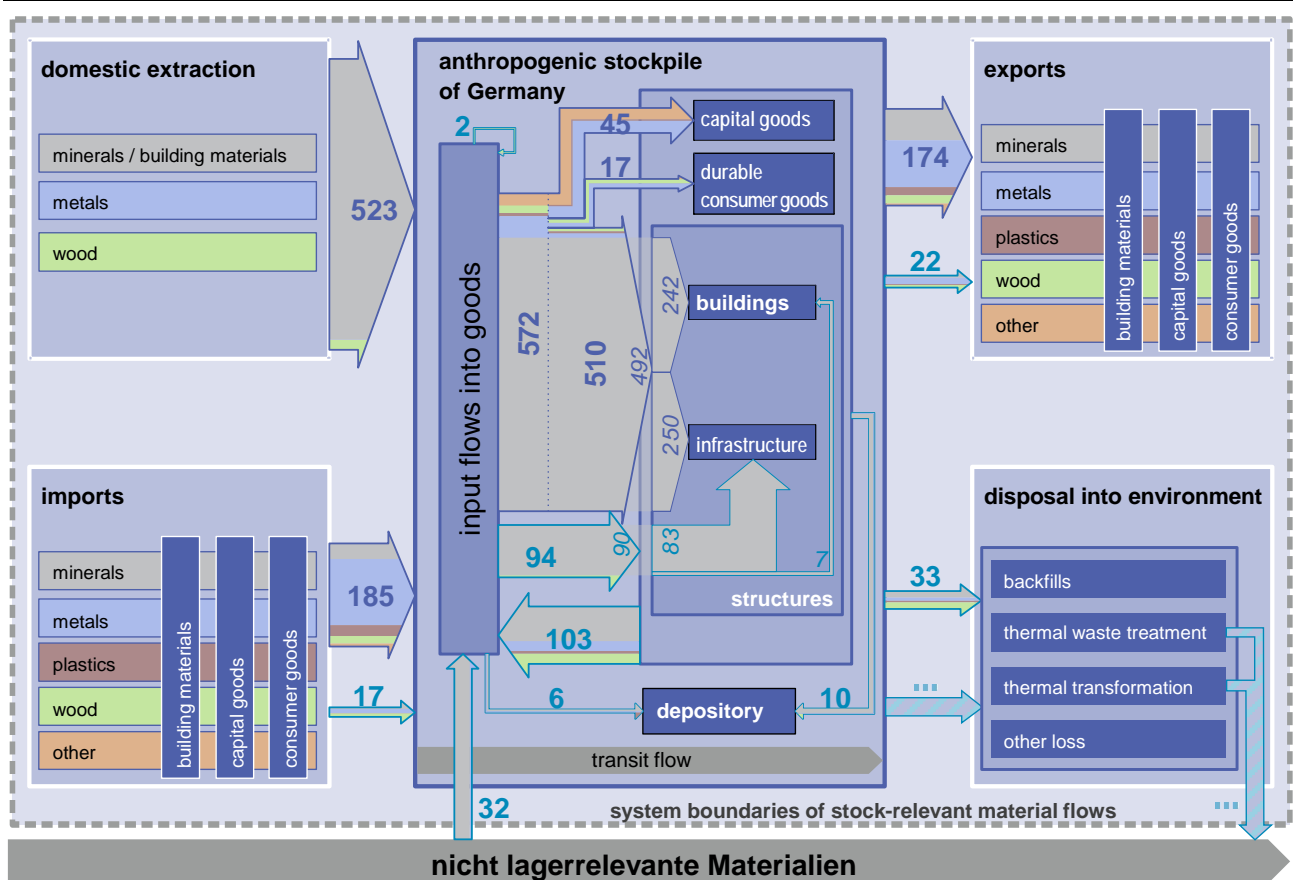 domestic extraction
minerals / building materials
metals
wood
523
imports
minerals
metals
plastics
wood
other
building materials
capital goods
consumer goods
185
17
anthropogenic stockpile
of Germany
2
input flows into goods
45
capital goods
17
durable
consumer goods
572
510
492
242
buildings
250
infrastructure
94
90
83
7
structures
103
6
depository
10
transit flow
32
174
22
exports
minerals
metals
plastics
wood
other
building materials
capital goods
consumer goods
33
...
disposal into environment
backfills
thermal waste treatment
thermal transformation
other loss
...
system boundaries of stock-relevant material flows
nicht lagerrelevante Materialien